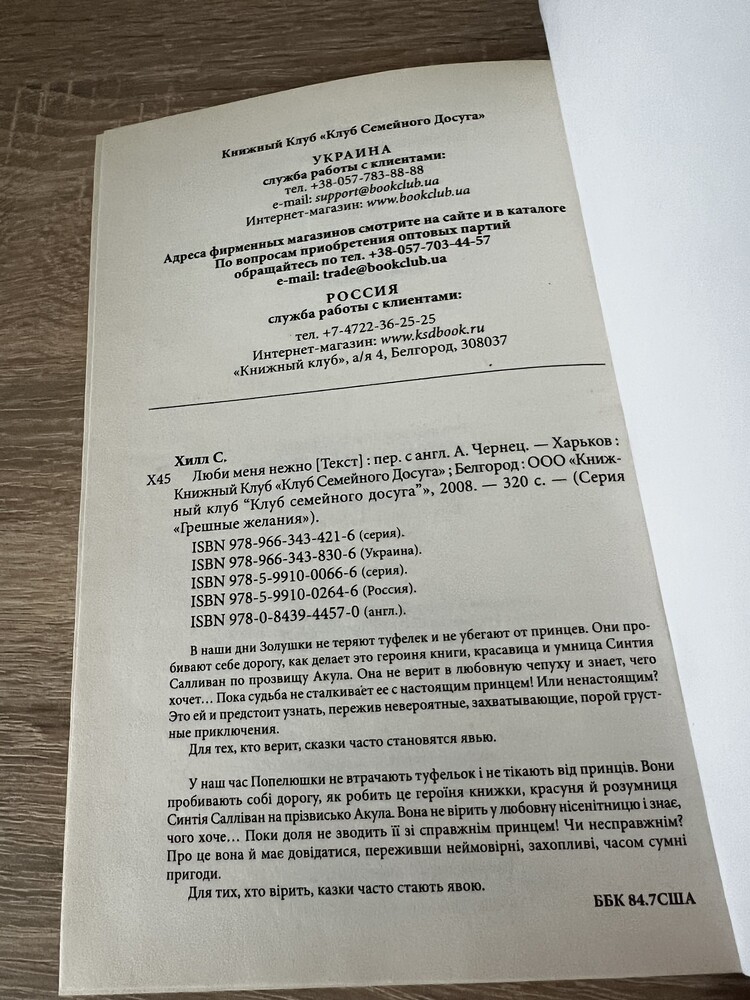 Книжный Клуб «Клуб Семейного Досуга»
УКРАИНА
служба работы с клиентами:
тел. +38-057-783-88-88
e-mail: support@bookclub.ua
Интернет-магазин: www.bookclub.ua
Адреса фирменных магазинов смотрите на сайте и в каталоге
По вопросам приобретения оптовых партий
обращайтесь по тел. +38-057-703-44-57
e-mail: trade@bookclub.ua
РОССИЯ
служба работы с клиентами:
тел. +7-4722-36-25-25
Интернет-магазин: www.ksdbook.ru
«Книжный клуб», а/я 4, Белгород, 308037
Хилл С.
Х45 Люби меня нежно [Текст] : пер. с англ. А. Чернец. — Харьков :
Книжный Клуб «Клуб Семейного Досуга» ; Белгород : ООО «Книж-
ный клуб "Клуб семейного досуга"», 2008. — 320 с. — (Серия
«Грешные желания»).
ISBN 978-966-343-421-6 (серия).
ISBN 978-966-343-830-6 (Украина).
ISBN 978-5-9910-0066-6 (серия).
ISBN 978-5-9910-0264-6 (Россия).
ISBN 978-0-8439-4457-0 (англ.).
В наши дни Золушки не теряют туфелек и не убегают от принцев. Они про-
бивают себе дорогу, как делает это героиня книги, красавица и умница Синтия
Салливан по прозвищу Акула. Она не верит в любовную чепуху и знает, чего
хочет… Пока судьба не сталкивает ее с настоящим принцем! Или ненастоящим?
Это ей и предстоит узнать, пережив невероятные, захватывающие, порой груст-
ные приключения.
Для тех, кто верит, сказки часто становятся явью.
У наш час Попелюшки не втрачають туфельок і не тікають від принців. Вони
пробивають собі дорогу, як робить це героїня книжки, красуня й розумниця
Синтія Салліван на прізвисько Акула. Вона не вірить у любовну нісенітницю і знає,
чого хоче… Поки доля не зводить її зі справжнім принцем! Чи несправжнім?
Про це вона й має довідатися, переживши неймовірні, захопливі, часом сумні
пригоди.
Для тих, хто вірить, казки часто стають явою.
ББК 84.7США